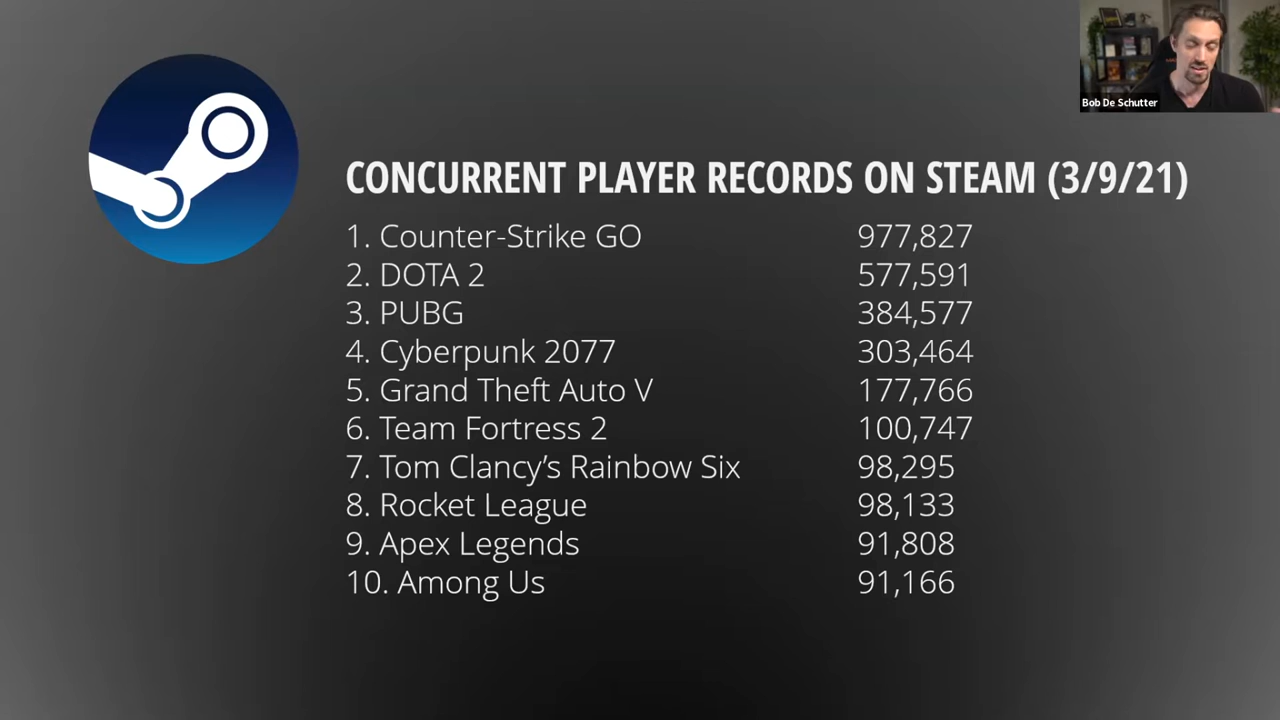 Bob De Schutter
CONCURRENT PLAYER RECORDS ON STEAM (3/9/21)
1. Counter-Strike GO 977,827
2. DOTA 2 577,591
3. PUBG 384,577
4. Cyberpunk 2077 303,464
5. Grand Theft Auto V 177,766
6. Team Fortress 2 100,747
7. Tom Clancy’s Rainbow Six 98,295
8. Rocket League 98,133
9. Apex Legends 91,808
10. Among Us 91,166